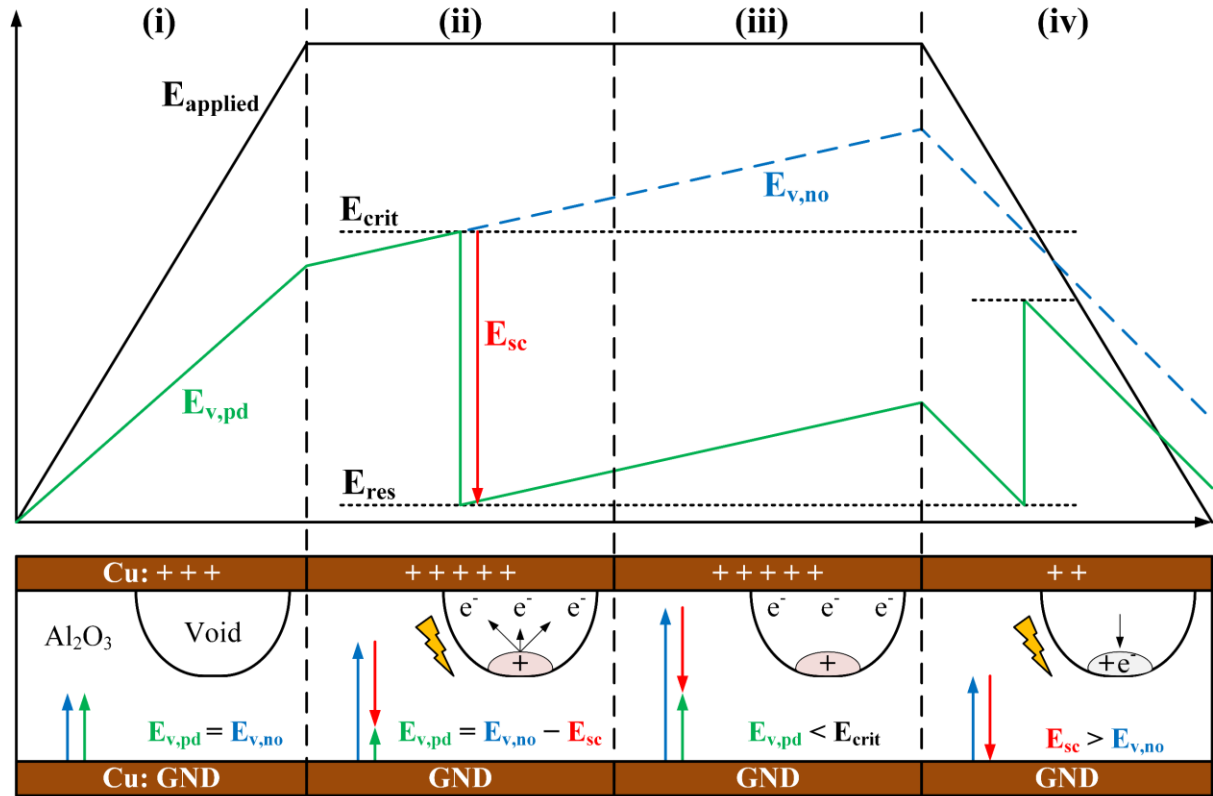 (i) (ii) (iii) (iv)
E_applied
E_v,no
E_crit
E_sc
E_v,pd
E_res
Cu: + + + + + + + + + + + + + + +
e⁻ e⁻ e⁻ e⁻ e⁻ e⁻
Al₂O₃ Void
+ + +e⁻
E_v,pd = E_v,no E_v,pd = E_v,no − E_sc E_v,pd < E_crit E_sc > E_v,no
Cu: GND GND GND GND